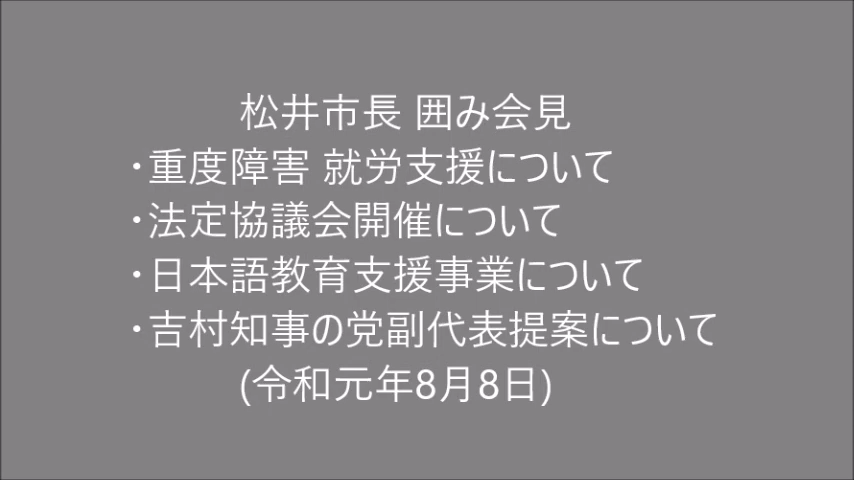 松井市長 囲み会見
・重度障害 就労支援について
・法定協議会開催について
・日本語教育支援事業について
・吉村知事の党副代表提案について
(令和元年8月8日)